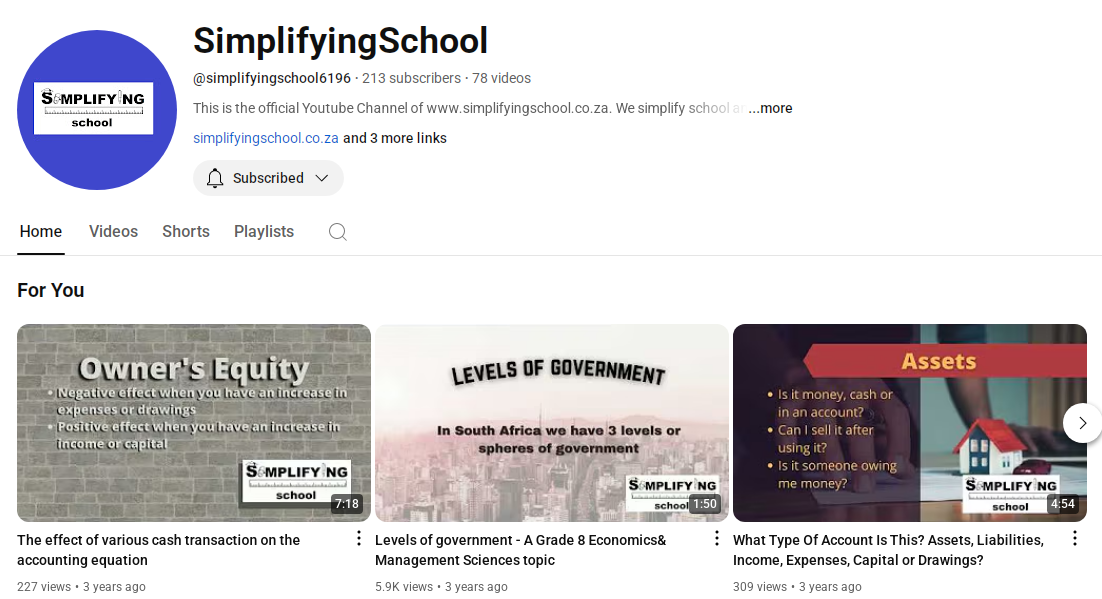 SimplifyingSchool
@simplifyingschool6196 · 213 subscribers · 78 videos
This is the official Youtube Channel of www.simplifyingschool.co.za. We simplify school ...more
simplifyingschool.co.za and 3 more links
SIMPLIFYING
school
Subscribed
Home Videos Shorts Playlists
For You
Owner's Equity
• Negative effect when you have an increase in
expenses or drawings
• Positive effect when you have an increase in
income or capital
SIMPLIFYING
school
7:18
LEVELS OF GOVERNMENT
In South Africa we have 3 levels or
spheres of government
SIMPLIFYING
school
1:50
Assets
• Is it money, cash or
in an account?
• Can I sell it after
using it?
• Is it someone owing
me money?
SIMPLIFYING
school
4:54
The effect of various cash transaction on the
accounting equation
227 views • 3 years ago
Levels of government - A Grade 8 Economics&
Management Sciences topic
5.9K views • 3 years ago
What Type Of Account Is This? Assets, Liabilities,
Income, Expenses, Capital or Drawings?
309 views • 3 years ago